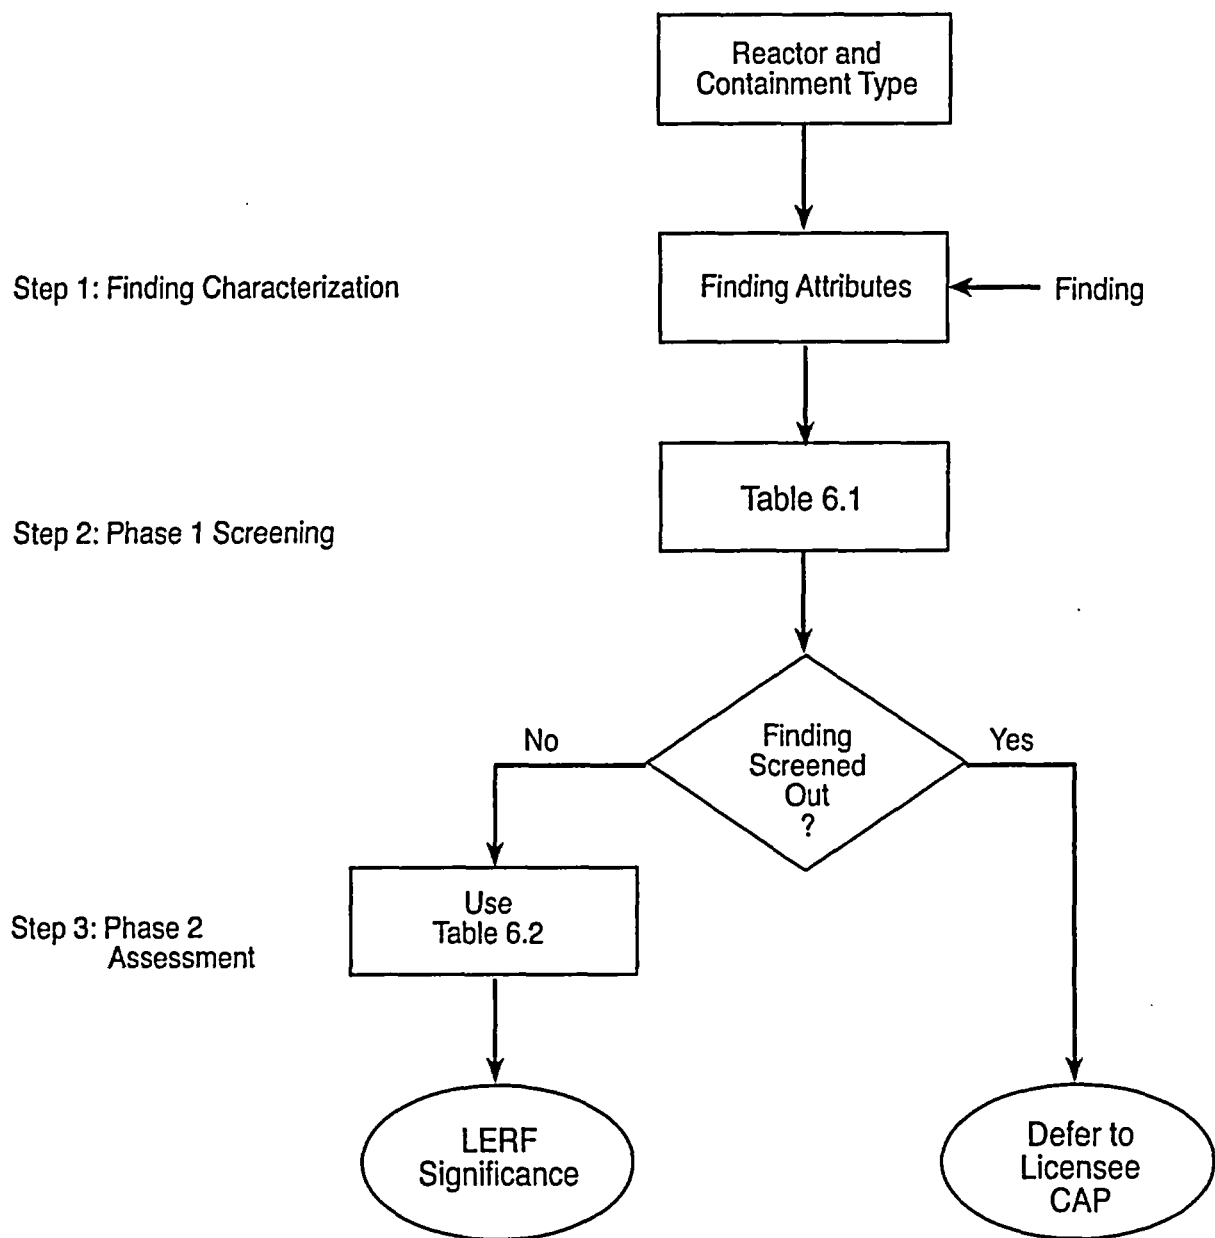 Reactor and
Containment Type
Step 1: Finding Characterization
Finding Attributes
Finding
Step 2: Phase 1 Screening
Table 6.1
No
Finding
Screened
Out
?
Yes
Step 3: Phase 2
Assessment
Use
Table 6.2
LERF
Significance
Defer to
Licensee
CAP